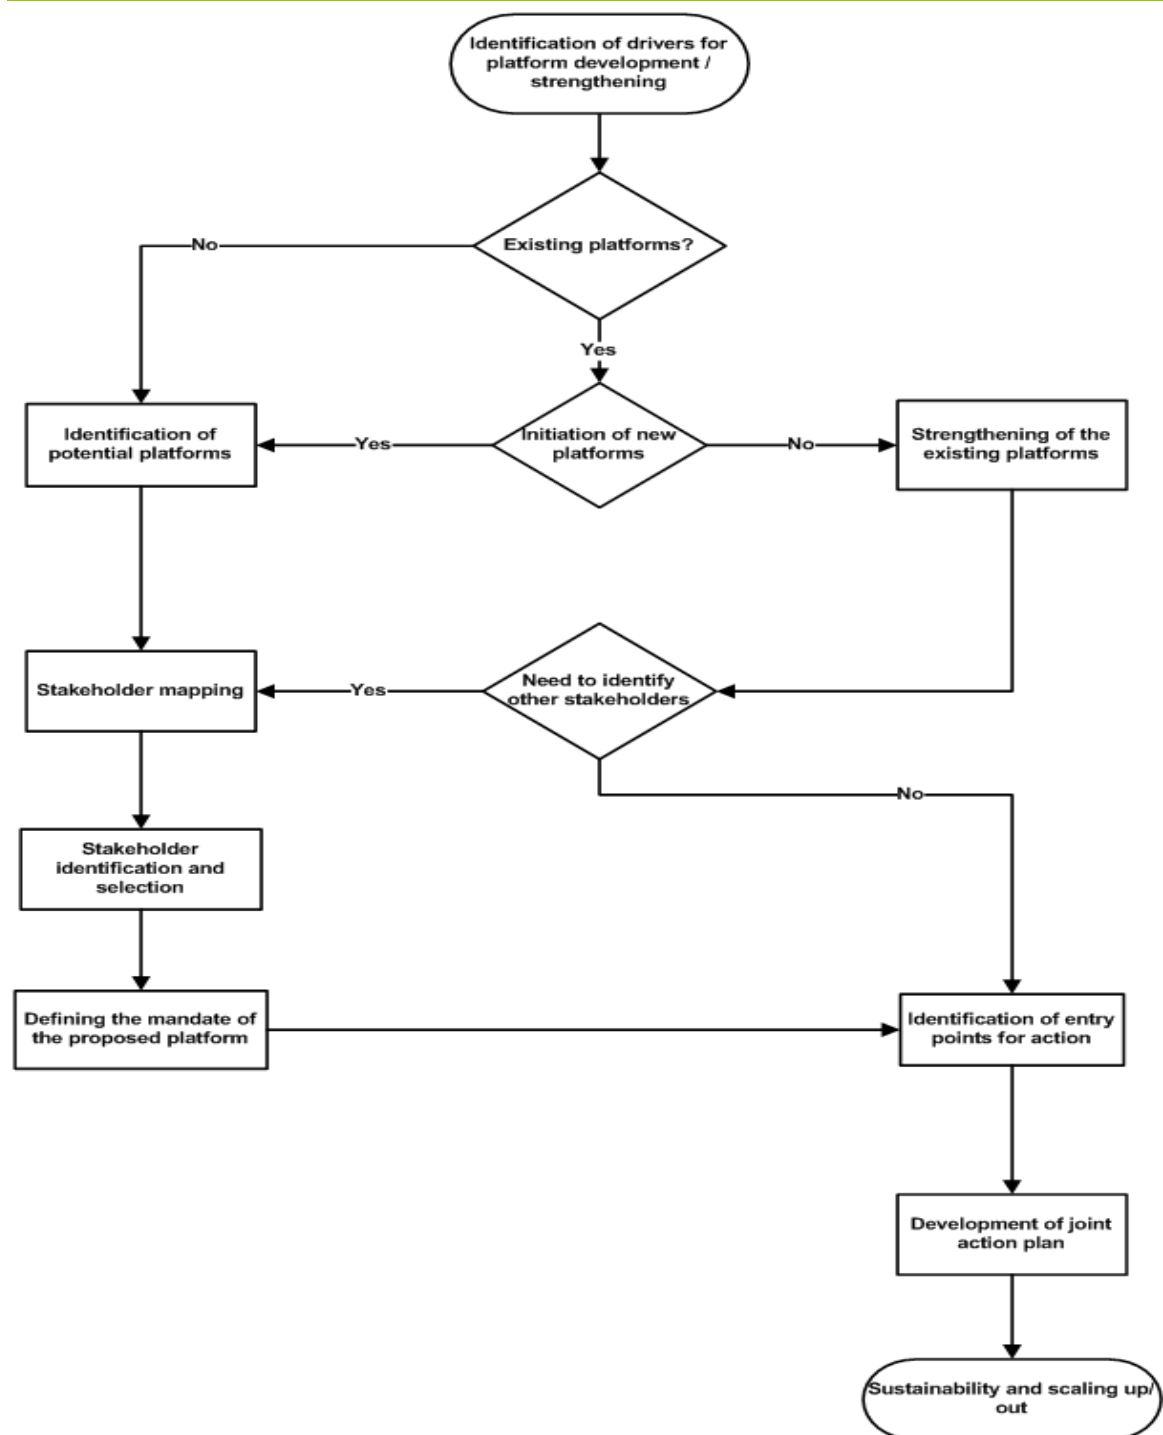 Identification of drivers for
platform development /
strengthening
Existing platforms?
No
Yes
Initiation of new
platforms
Yes
No
Identification of
potential platforms
Strengthening of the
existing platforms
Need to identify
other stakeholders
Yes
Stakeholder mapping
No
Stakeholder
identification and
selection
Defining the mandate of
the proposed platform
Identification of entry
points for action
Development of joint
action plan
Sustainability and scaling up/
out